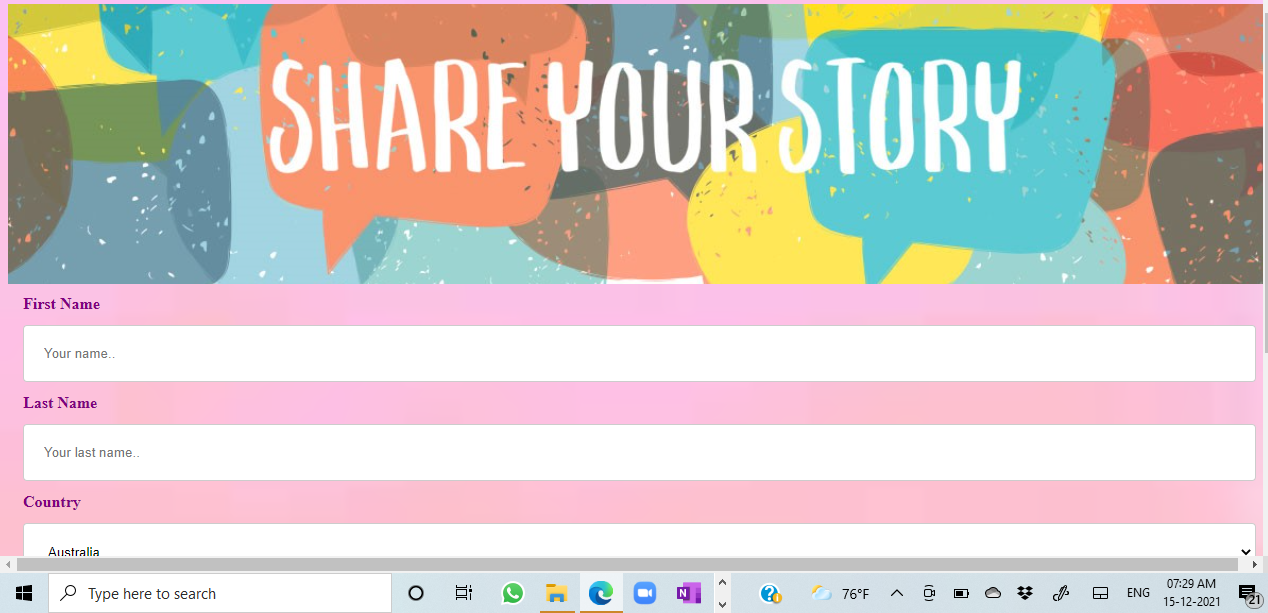 SHARE YOUR STORY
First Name
Your name..
Last Name
Your last name..
Country
Australia
Type here to search
N
?
76°F
ENG
07:29 AM
15-12-2021
21